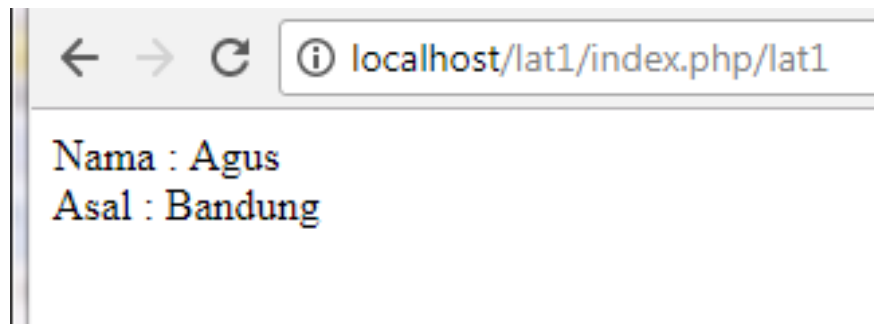 localhost/lat1/index.php/lat1
Nama : Agus
Asal : Bandung